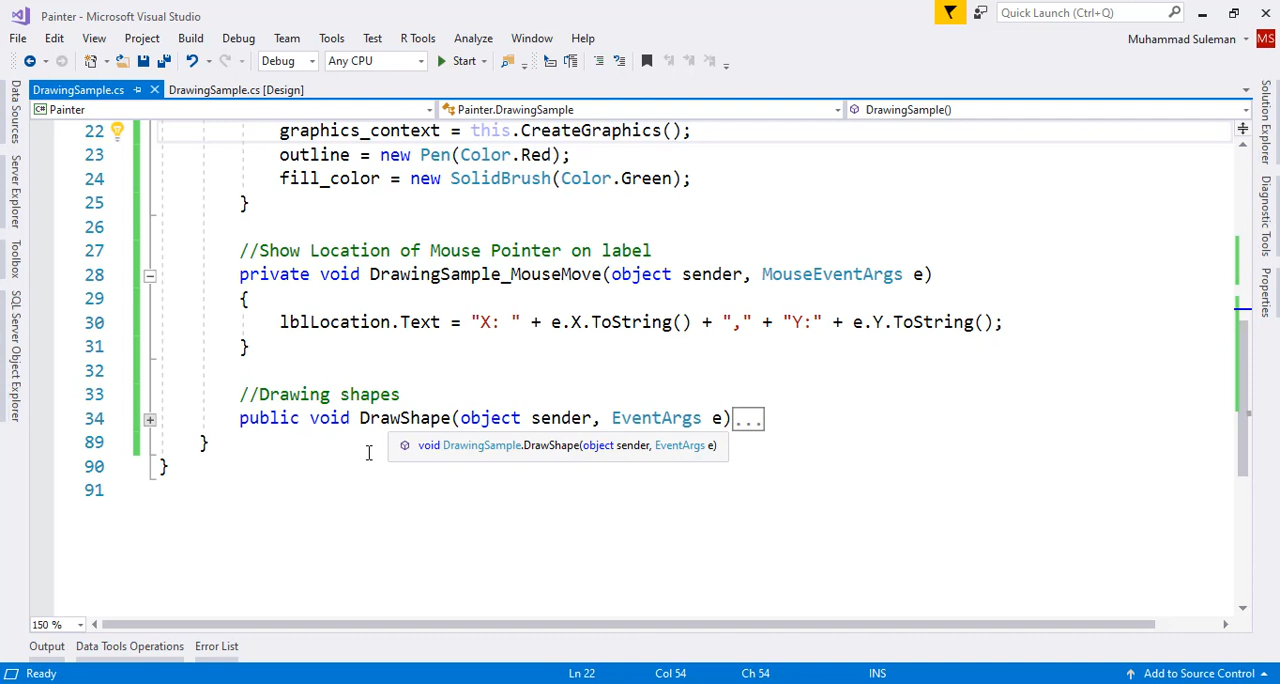 Painter - Microsoft Visual Studio
Quick Launch (Ctrl+Q)
File Edit View Project Build Debug Team Tools Test R Tools Analyze Window Help
Muhammad Suleman MS
Debug Any CPU Start
DrawingSample.cs DrawingSample.cs [Design]
C# Painter Painter.DrawingSample DrawingSample()
22 graphics_context = this.CreateGraphics();
23 outline = new Pen(Color.Red);
24 fill_color = new SolidBrush(Color.Green);
25 }
26
27 //Show Location of Mouse Pointer on label
28 private void DrawingSample_MouseMove(object sender, MouseEventArgs e)
29 {
30 lblLocation.Text = "X: " + e.X.ToString() + "," + "Y:" + e.Y.ToString();
31 }
32
33 //Drawing shapes
34 public void DrawShape(object sender, EventArgs e)...
89 }
void DrawingSample.DrawShape(object sender, EventArgs e)
90 }
91
150 %
Output Data Tools Operations Error List
Ready Ln 22 Col 54 Ch 54 INS Add to Source Control
Data Sources
Server Explorer
Toolbox
SQL Server Object Explorer
Solution Explorer
Diagnostic Tools
Properties